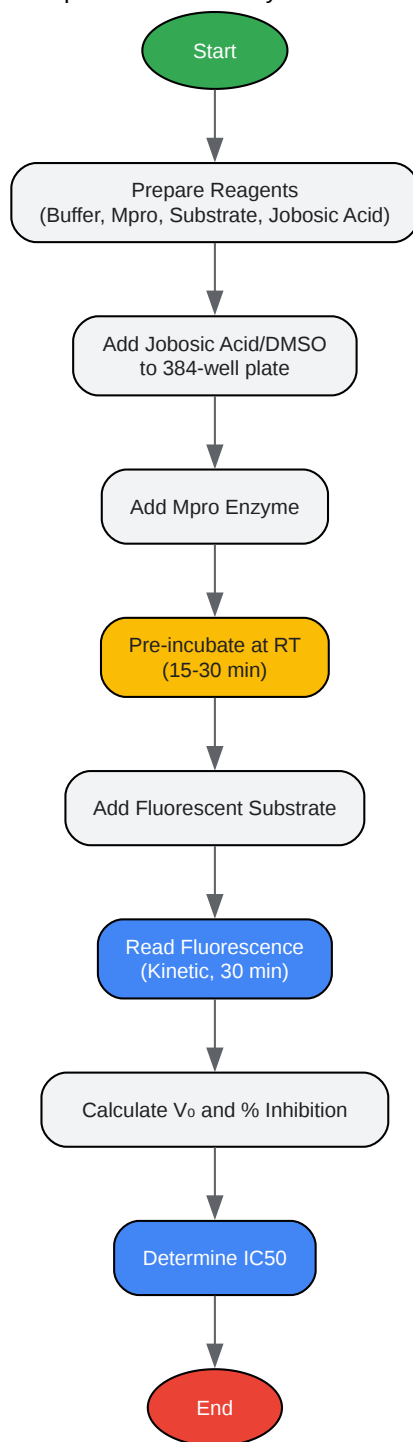 Start
Prepare Reagents
(Buffer, Mpro, Substrate, Jobosic Acid)
Add Jobosic Acid/DMSO
to 384-well plate
Add Mpro Enzyme
Pre-incubate at RT
(15-30 min)
Add Fluorescent Substrate
Read Fluorescence
(Kinetic, 30 min)
Calculate V₀ and % Inhibition
Determine IC50
End